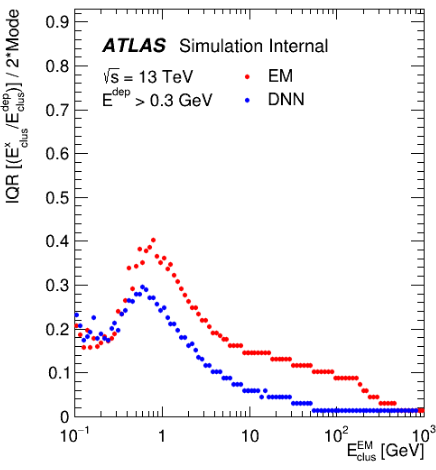 ATLAS Simulation Internal
√s = 13 TeV
E^dep > 0.3 GeV
EM
DNN
IQR [(E^x_clus/E^dep_clus)] / 2*Mode
0.9
0.8
0.7
0.6
0.5
0.4
0.3
0.2
0.1
0
10^−1
1
10
10^2
10^3
E^EM_clus [GeV]